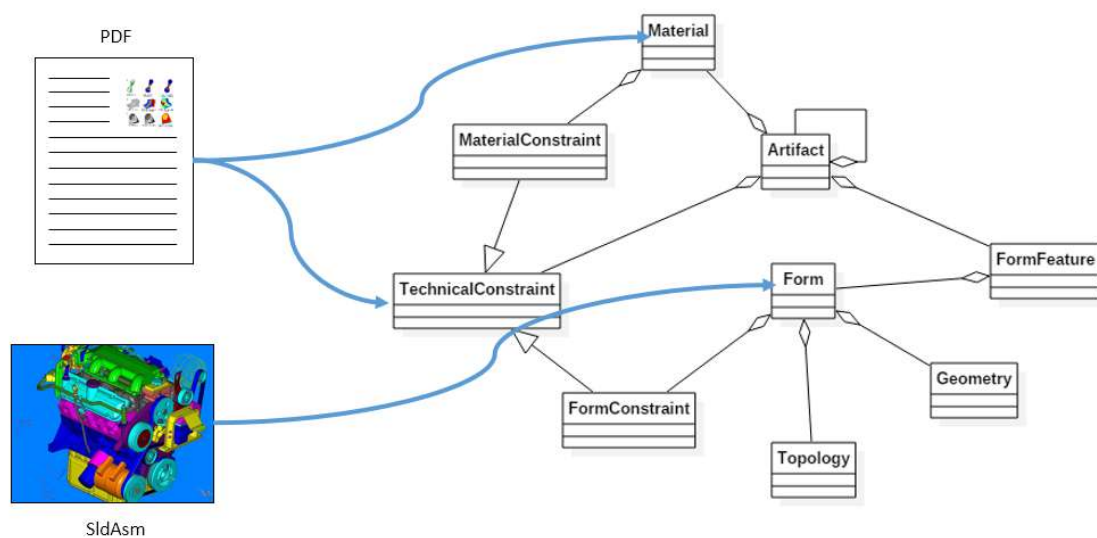 PDF
Material
MaterialConstraint
Artifact
TechnicalConstraint
Form
FormFeature
FormConstraint
Geometry
Topology
SldAsm